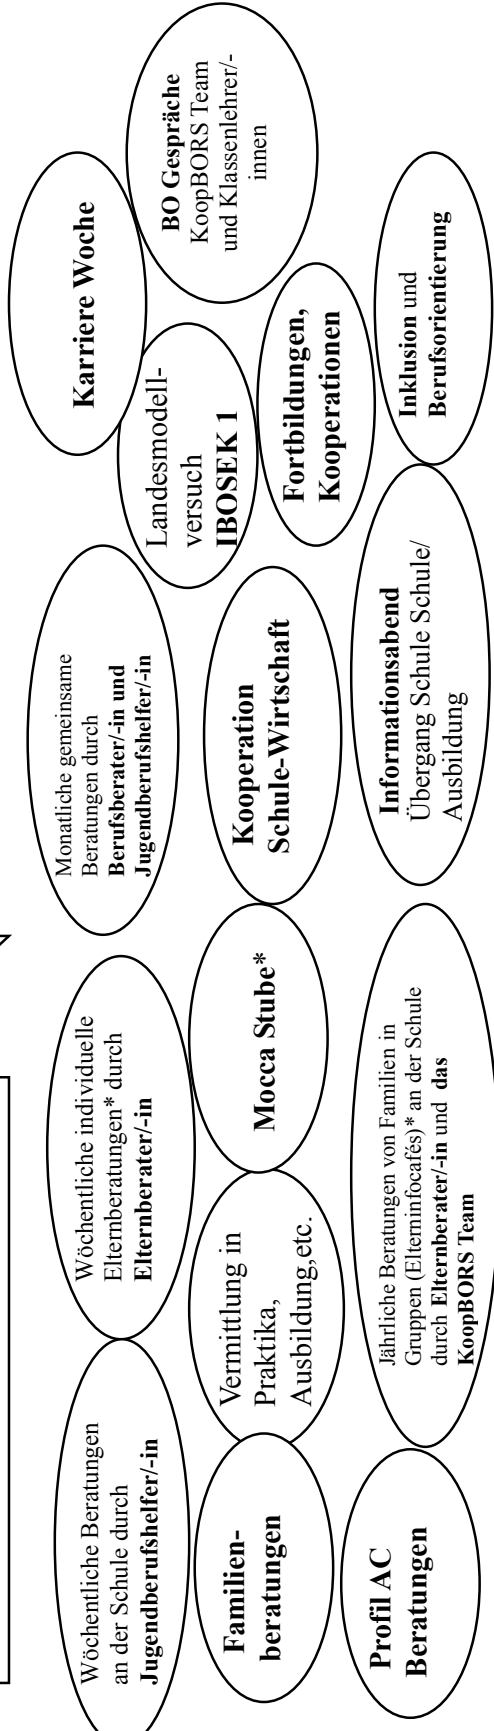 Wöchentliche Beratungen
an der Schule durch
Jugendberufshelfer/-in
Wöchentliche individuelle
Elternberatungen* durch
Elternberater/-in
Monatliche gemeinsame
Beratungen durch
Berufsberater/-in und
Jugendberufshelfer/-in
Karriere Woche
Landesmodell-
versuch
IBOSEK 1
BO Gespräche
KoopBORS Team
und Klassenlehrer/-
innen
Familien-
beratungen
Vermittlung in
Praktika,
Ausbildung,etc.
Mocca Stube*
Kooperation
Schule-Wirtschaft
Fortbildungen,
Kooperationen
Profil AC
Beratungen
Jährliche Beratungen von Familien in
Gruppen (Elterninfocafés)* an der Schule
durch Elternberater/-in und das
KoopBORS Team
Informationsabend
Übergang Schule Schule/
Ausbildung
Inklusion und
Berufsorientierung